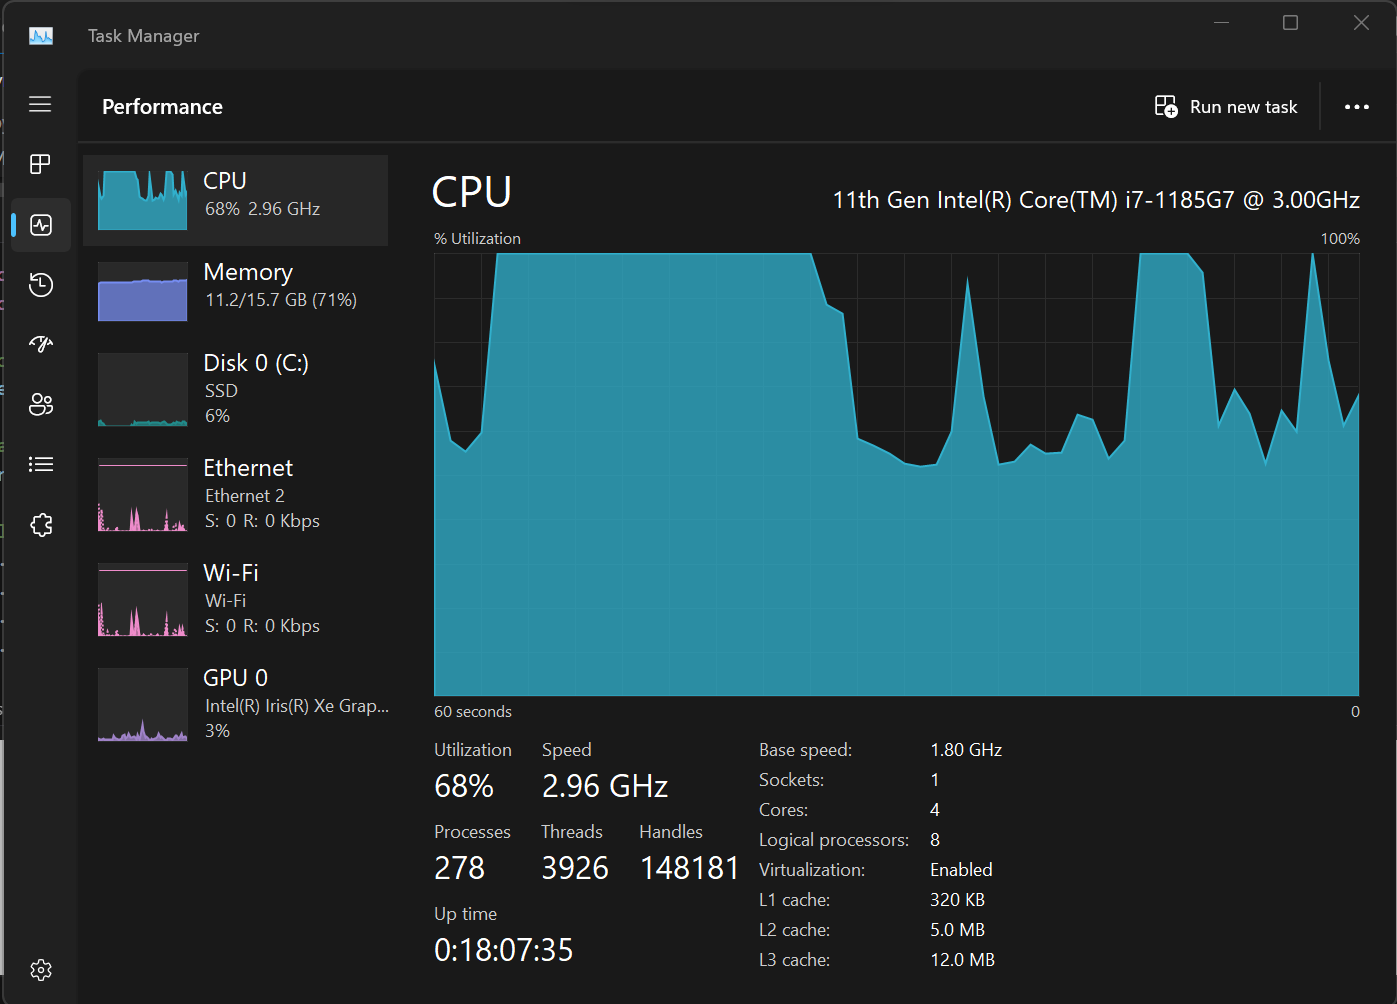 Task Manager
Performance
Run new task
CPU
68% 2.96 GHz
Memory
11.2/15.7 GB (71%)
Disk 0 (C:)
SSD
6%
Ethernet
Ethernet 2
S: 0 R: 0 Kbps
Wi-Fi
Wi-Fi
S: 0 R: 0 Kbps
GPU 0
Intel(R) Iris(R) Xe Grap...
3%
CPU
11th Gen Intel(R) Core(TM) i7-1185G7 @ 3.00GHz
% Utilization
100%
60 seconds
0
Utilization
Speed
68%
2.96 GHz
Processes
Threads
Handles
278
3926
148181
Up time
0:18:07:35
Base speed: 1.80 GHz
Sockets: 1
Cores: 4
Logical processors: 8
Virtualization: Enabled
L1 cache: 320 KB
L2 cache: 5.0 MB
L3 cache: 12.0 MB